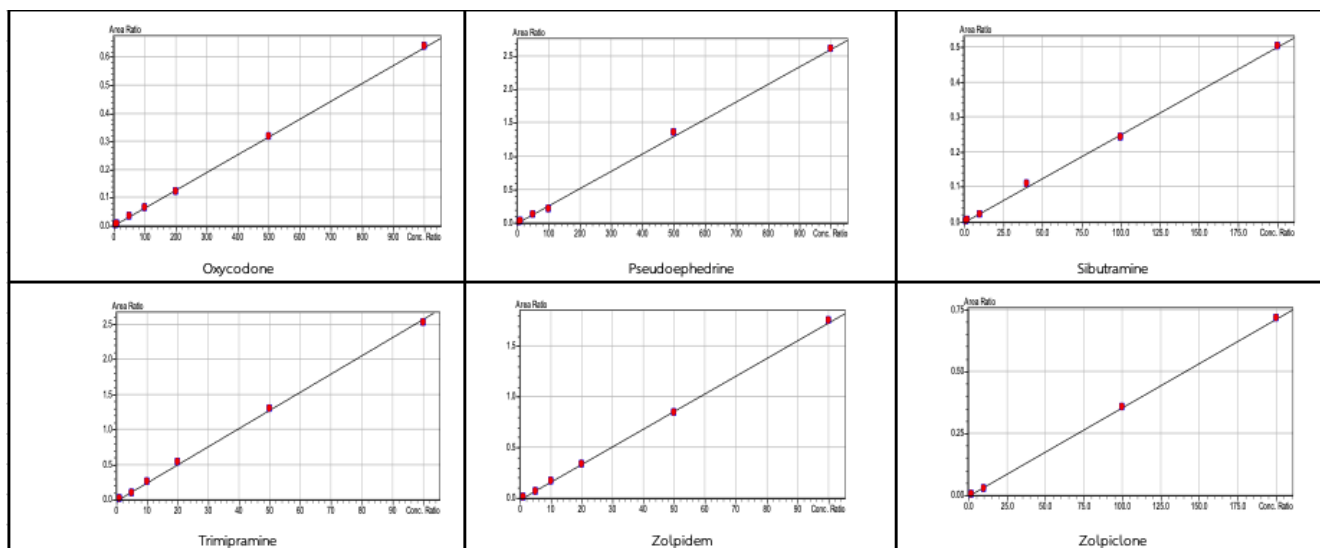 Area Ratio
0.6
0.5
0.4
0.3
0.2
0.1
0.0
0 100 200 300 400 500 600 700 800 900 Conc. Ratio
Oxycodone
Area Ratio
2.5
2.0
1.5
1.0
0.5
0.0
0 100 200 300 400 500 600 700 800 900 Conc. Ratio
Pseudoephedrine
Area Ratio
0.5
0.4
0.3
0.2
0.1
0.0
0.0 25.0 50.0 75.0 100.0 125.0 150.0 175.0 Conc. Ratio
Sibutramine
Area Ratio
2.5
2.0
1.5
1.0
0.5
0.0
0 10 20 30 40 50 60 70 80 90 Conc. Ratio
Trimipramine
Area Ratio
1.5
1.0
0.5
0.0
0 10 20 30 40 50 60 70 80 90 Conc. Ratio
Zolpidem
Area Ratio
0.75
0.50
0.25
0.00
0.0 25.0 50.0 75.0 100.0 125.0 150.0 175.0 Conc. Ratio
Zolpiclone